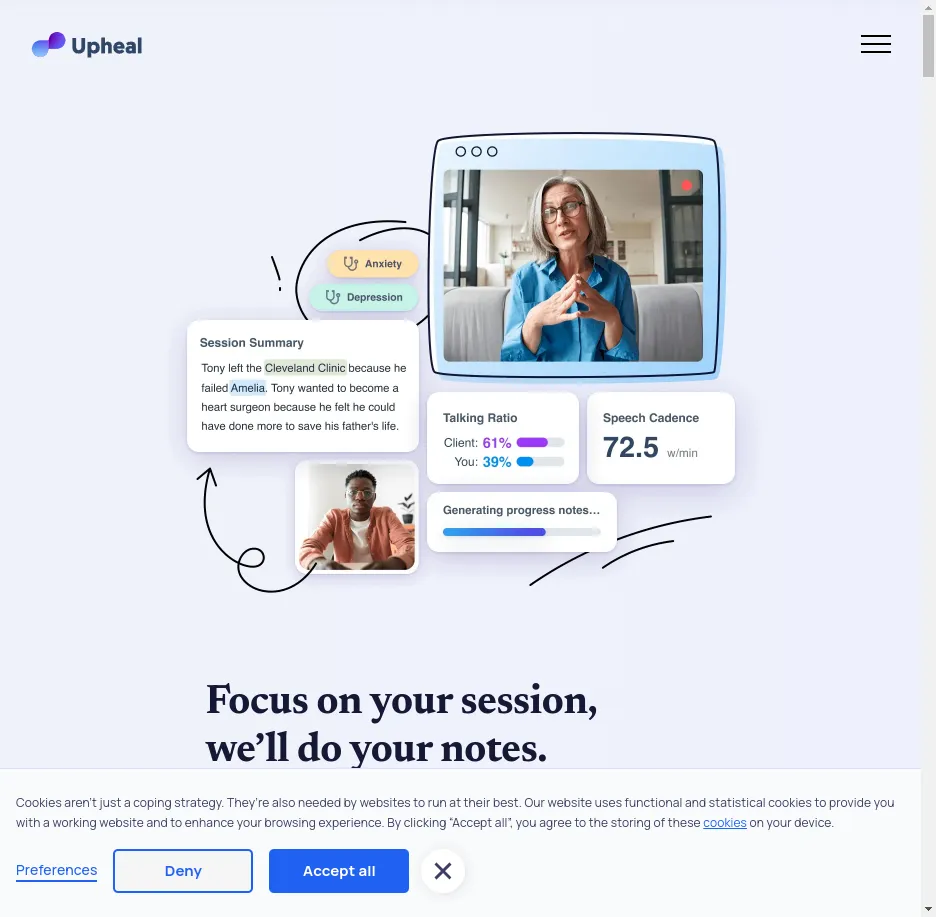 Upheal
Anxiety
Depression
Session Summary
Tony left the Cleveland Clinic because he
failed Amelia. Tony wanted to become a
heart surgeon because he felt he could
have done more to save his father's life.
Talking Ratio
Client: 61%
You: 39%
Speech Cadence
72.5 w/min
Generating progress notes...
Focus on your session,
we’ll do your notes.
Cookies aren’t just a coping strategy. They’re also needed by websites to run at their best. Our website uses functional and statistical cookies to provide you
with a working website and to enhance your browsing experience. By clicking “Accept all”, you agree to the storing of these cookies on your device.
Preferences
Deny
Accept all